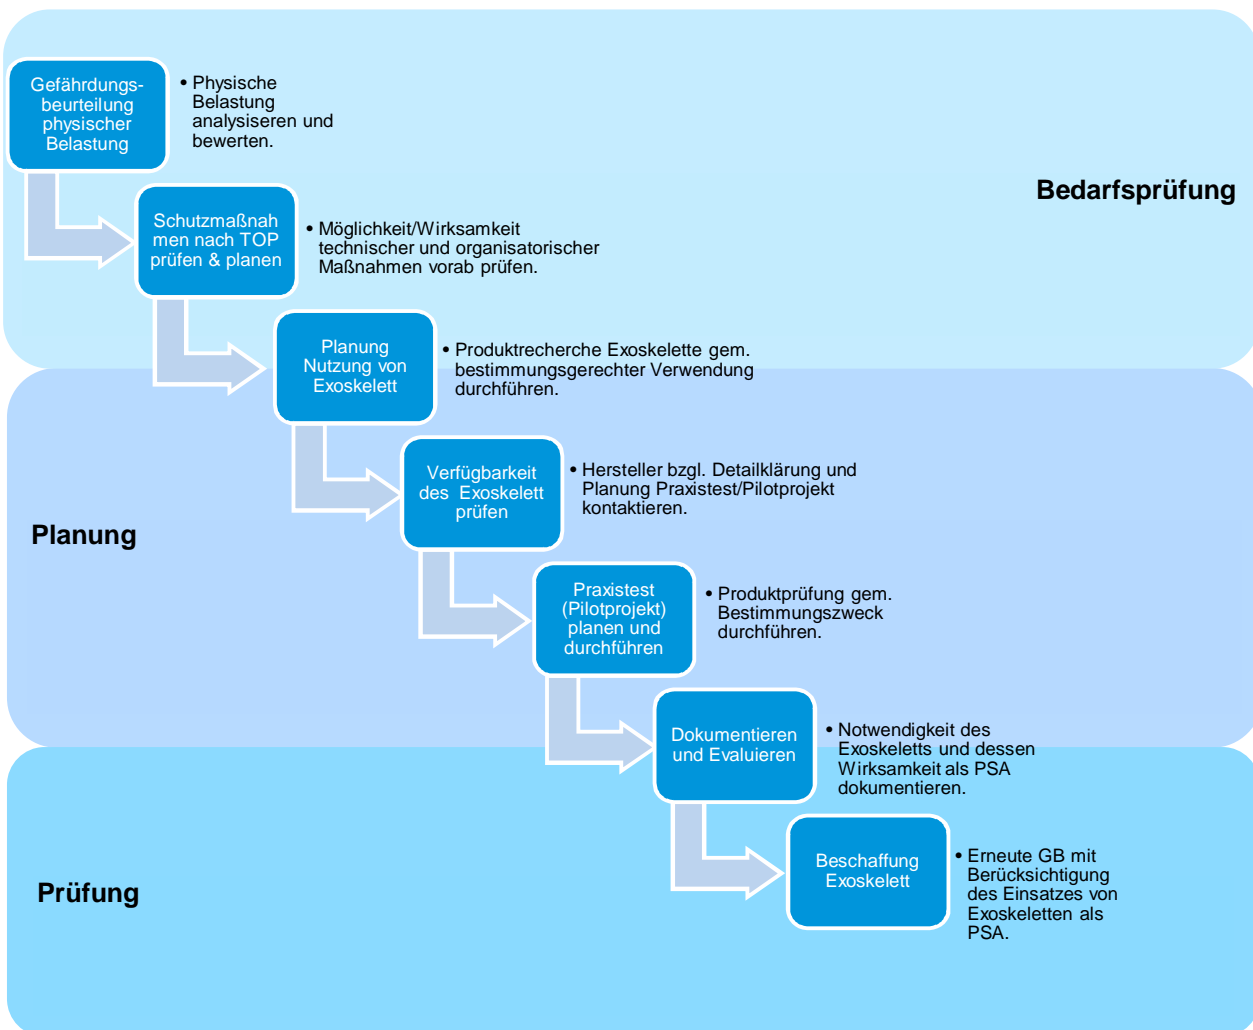 Gefährdungs-
beurteilung
physischer
Belastung
• Physische
Belastung
analysiseren und
bewerten.
Bedarfsprüfung
Schutzmaßnah
men nach TOP
prüfen & planen
• Möglichkeit/Wirksamkeit
technischer und organisatorischer
Maßnahmen vorab prüfen.
Planung
Nutzung von
Exoskelett
• Produktrecherche Exoskelette gem.
bestimmungsgerechter Verwendung
durchführen.
Verfügbarkeit
des Exoskelett
prüfen
• Hersteller bzgl. Detailklärung und
Planung Praxistest/Pilotprojekt
kontaktieren.
Planung
Praxistest
(Pilotprojekt)
planen und
durchführen
• Produktprüfung gem.
Bestimmungszweck
durchführen.
Dokumentieren
und Evaluieren
• Notwendigkeit des
Exoskeletts und dessen
Wirksamkeit als PSA
dokumentieren.
Prüfung
Beschaffung
Exoskelett
• Erneute GB mit
Berücksichtigung
des Einsatzes von
Exoskeletten als
PSA.